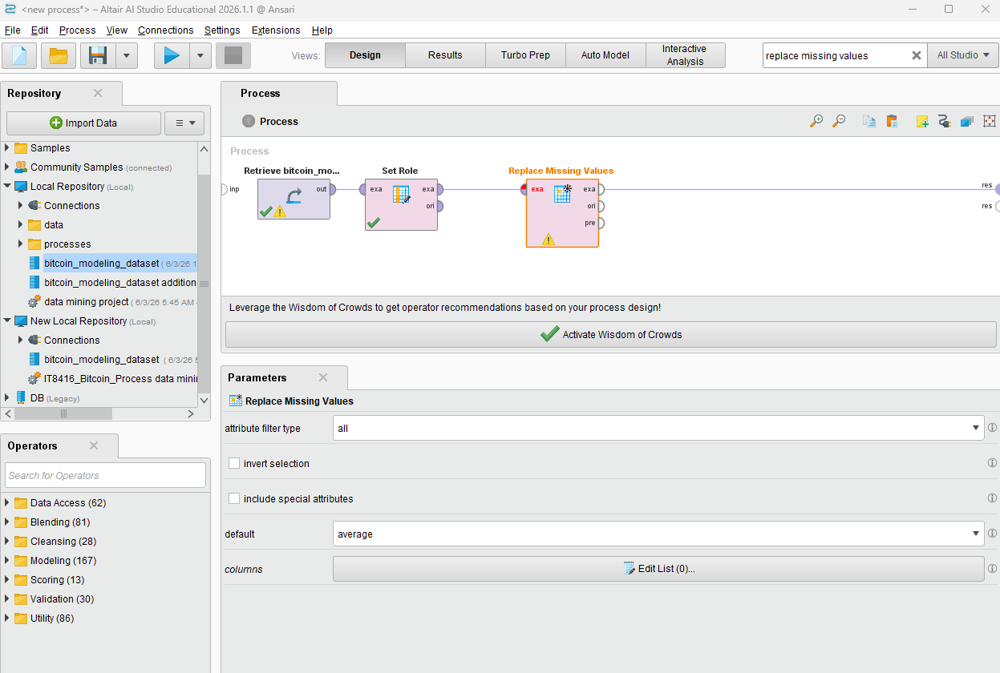 <new process*> – Altair AI Studio Educational 2026.1.1 @ Ansari
File Edit Process View Connections Settings Extensions Help
Views: Design Results Turbo Prep Auto Model Interactive Analysis
replace missing values All Studio
Repository
Import Data
Samples
Community Samples (connected)
Local Repository (Local)
Connections
data
processes
bitcoin_modeling_dataset ( 6/3/26 1
bitcoin_modeling_dataset addition
data mining project ( 6/3/26 5:45 AM
New Local Repository (Local)
Connections
bitcoin_modeling_dataset ( 6/3/26 5
IT8416_Bitcoin_Process data mini
DB (Legacy)
Operators
Search for Operators
Data Access (62)
Blending (81)
Cleansing (28)
Modeling (167)
Scoring (13)
Validation (30)
Utility (86)
Process
Process
Process
Retrieve bitcoin_mo... Set Role Replace Missing Values
inp out exa exa exa exa res
ori ori res
pre
Leverage the Wisdom of Crowds to get operator recommendations based on your process design!
Activate Wisdom of Crowds
Parameters
Replace Missing Values
attribute filter type all
invert selection
include special attributes
default average
columns Edit List (0)...